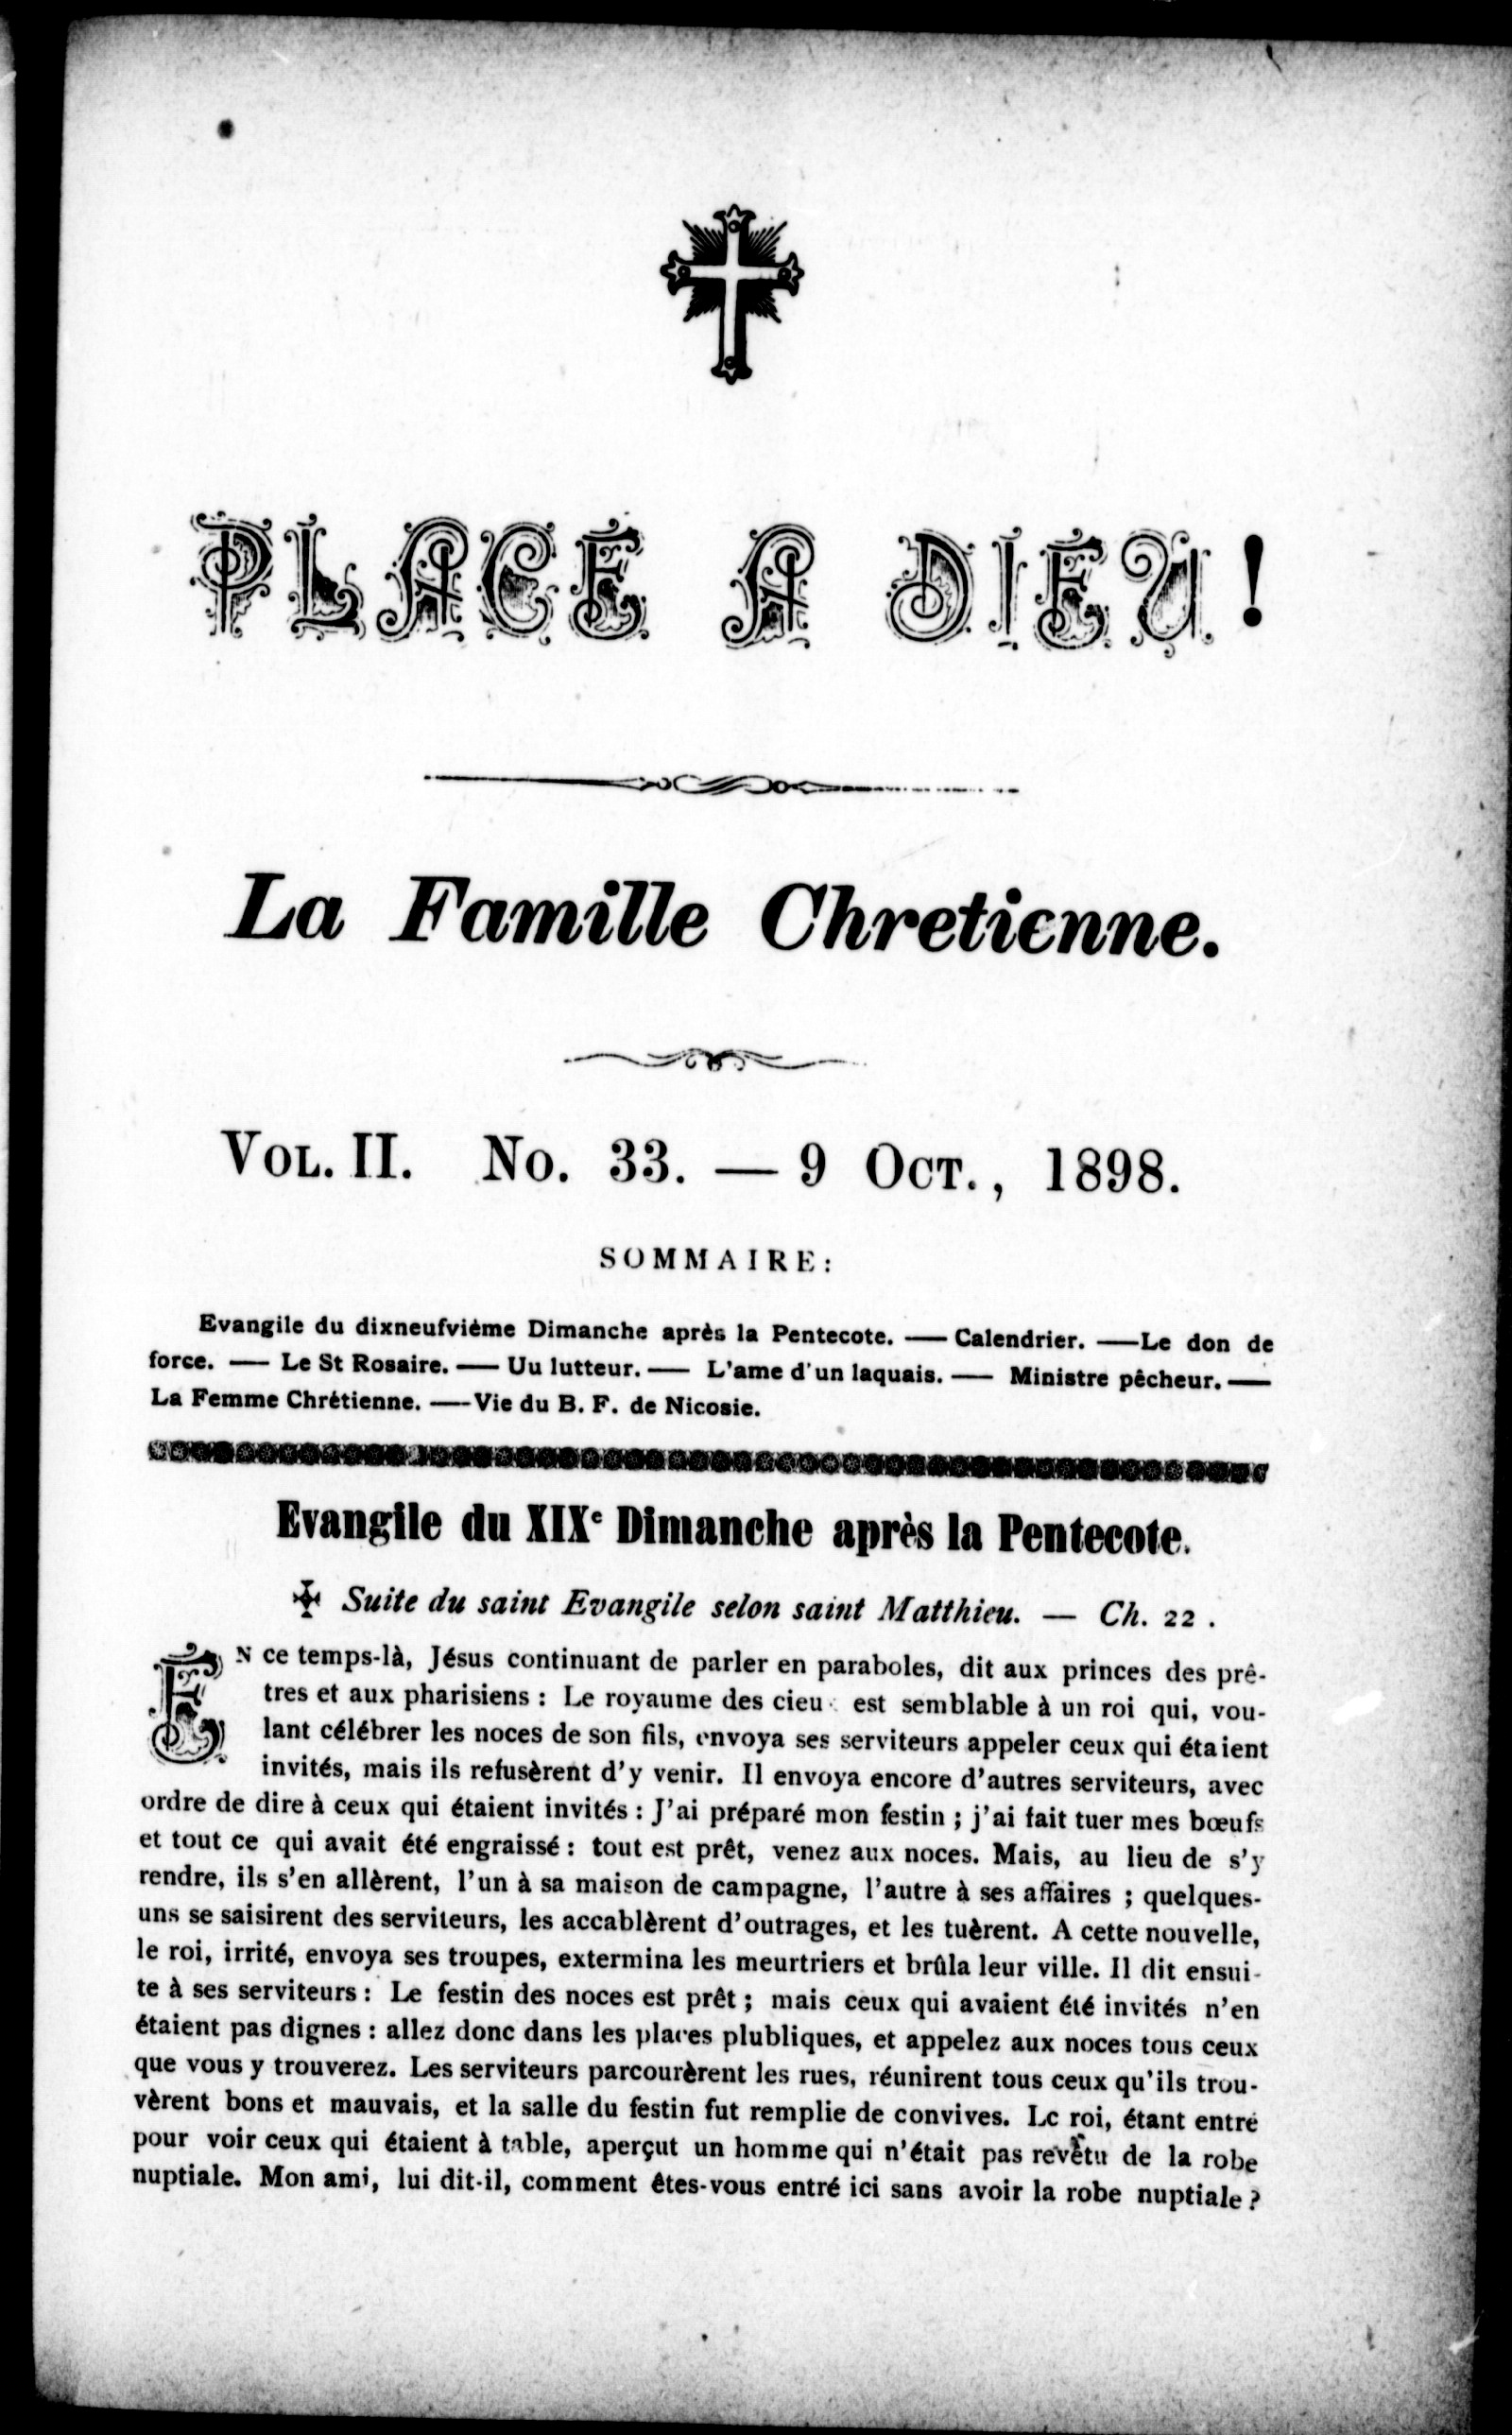 PLACE A DIEU!
La Famille Chretienne.
VOL. II. No. 33. — 9 OCT., 1898.
SOMMAIRE:
Evangile du dixneufvième Dimanche après la Pentecote. — Calendrier. — Le don de
force. — Le St Rosaire. — Uu lutteur. — L'ame d'un laquais. — Ministre pêcheur. —
La Femme Chrétienne. — Vie du B. F. de Nicosie.
Evangile du XIXe Dimanche après la Pentecote.
✠ Suite du saint Evangile selon saint Matthieu. — Ch. 22 .
EN ce temps-là, Jésus continuant de parler en paraboles, dit aux princes des prê-
tres et aux pharisiens : Le royaume des cieu est semblable à un roi qui, vou-
lant célébrer les noces de son fils, envoya ses serviteurs appeler ceux qui étaient
invités, mais ils refusèrent d'y venir. Il envoya encore d'autres serviteurs, avec
ordre de dire à ceux qui étaient invités : J'ai préparé mon festin ; j'ai fait tuer mes bœufs
et tout ce qui avait été engraissé : tout est prêt, venez aux noces. Mais, au lieu de s'y
rendre, ils s'en allèrent, l'un à sa maison de campagne, l'autre à ses affaires ; quelques-
uns se saisirent des serviteurs, les accablèrent d'outrages, et les tuèrent. A cette nouvelle,
le roi, irrité, envoya ses troupes, extermina les meurtriers et brûla leur ville. Il dit ensui-
te à ses serviteurs : Le festin des noces est prêt ; mais ceux qui avaient été invités n'en
étaient pas dignes : allez donc dans les places plubliques, et appelez aux noces tous ceux
que vous y trouverez. Les serviteurs parcourèrent les rues, réunirent tous ceux qu'ils trou-
vèrent bons et mauvais, et la salle du festin fut remplie de convives. Le roi, étant entré
pour voir ceux qui étaient à table, aperçut un homme qui n'était pas revêtu de la robe
nuptiale. Mon ami, lui dit-il, comment êtes-vous entré ici sans avoir la robe nuptiale ?